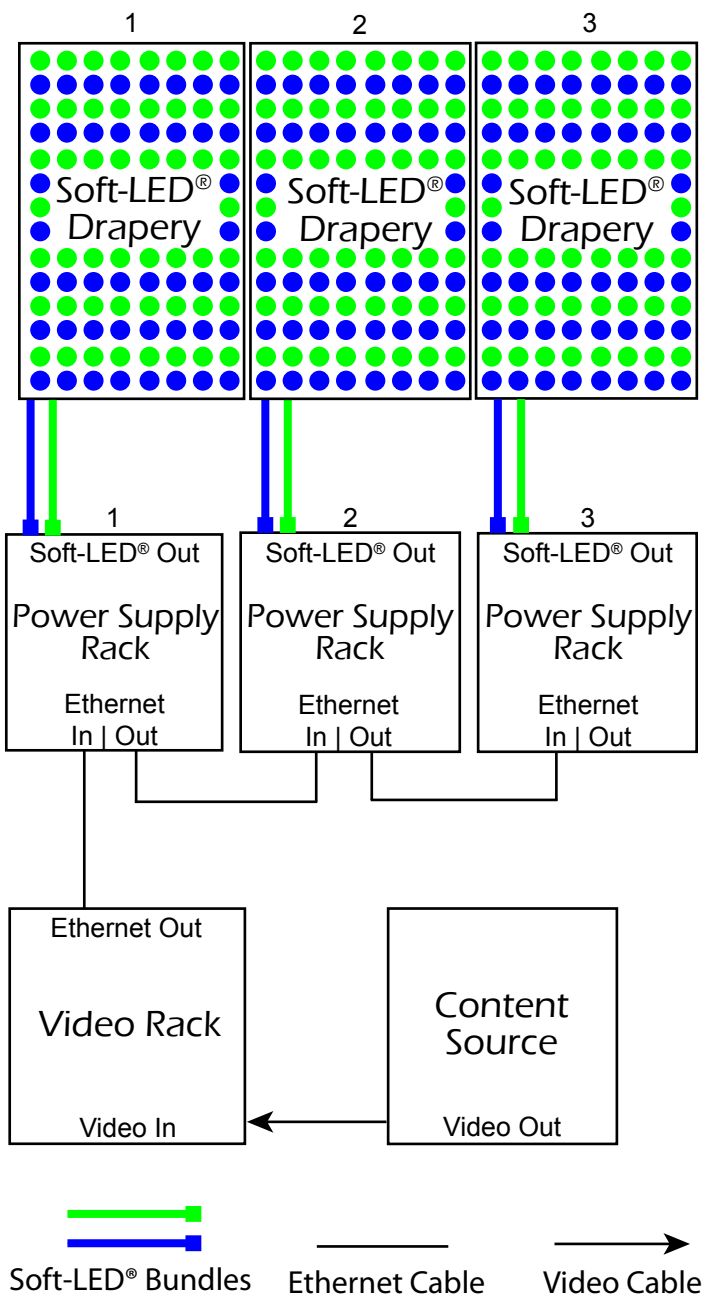 1 2 3
Soft-LED® Soft-LED® Soft-LED®
Drapery Drapery Drapery
1 2 3
Soft-LED® Out Soft-LED® Out Soft-LED® Out
Power Supply Power Supply Power Supply
Rack Rack Rack
Ethernet Ethernet Ethernet
In | Out In | Out In | Out
Ethernet Out
Video Rack
Video In
Content
Source
Video Out
Soft-LED® Bundles Ethernet Cable Video Cable